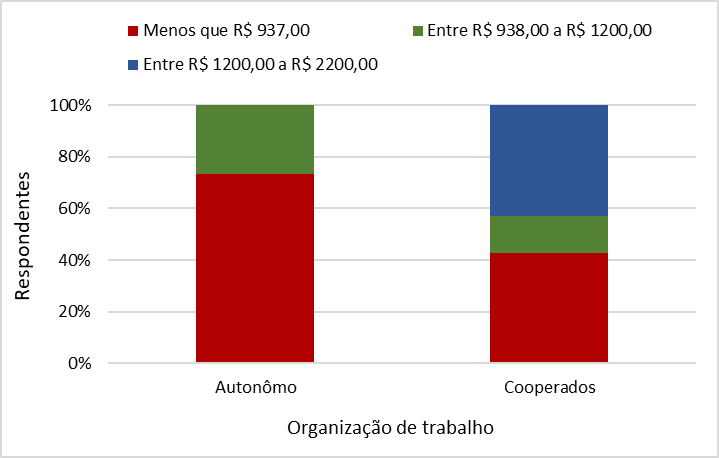 Menos que R$ 937,00
Entre R$ 938,00 a R$ 1200,00
Entre R$ 1200,00 a R$ 2200,00
100%
80%
60%
40%
20%
0%
Respondentes
Autonômo
Cooperados
Organização de trabalho